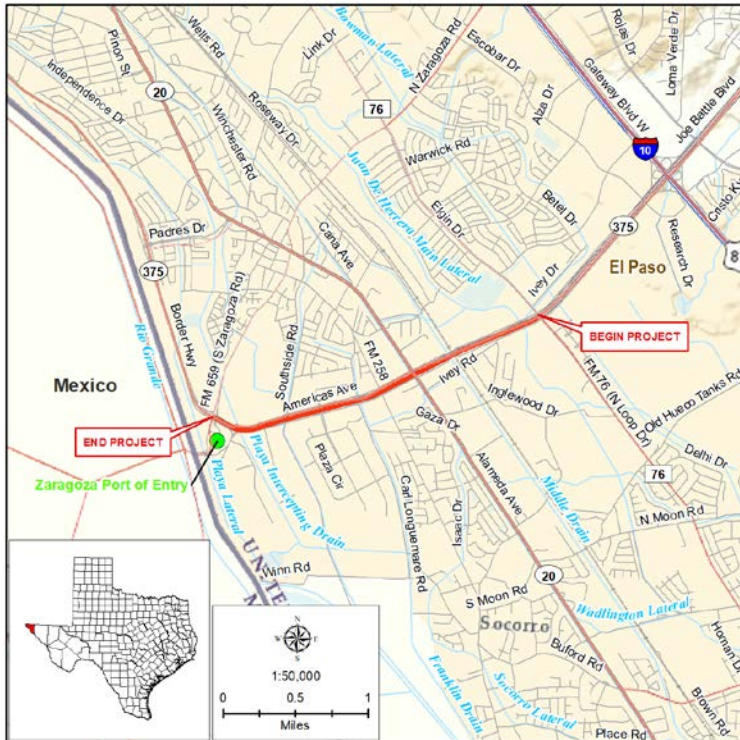 Bowman Lateral
Escobar Dr
Rojas Dr
Loma Verde Dr
Wells Rd
Link Dr
N Zaragoza Rd
Gateway Blvd W
Joe Battle Blvd
Pinon St
Independence Dr
20
Roseway Dr
76
Alza Dr
10
Winchester Rd
Warwick Rd
Juan De Herrera Main Lateral
Elgin Dr
Betel Dr
375
Research Dr
Padres Dr
Cana Ave
Ivey Dr
El Paso
8
375
Border Hwy
FM 659 (S Zaragoza Rd)
Southside Rd
FM 258
BEGIN PROJECT
Rio Grande
Mexico
Americas Ave
Ivey Rd
Inglewood Dr
FM 76 (N Loop Dr)
Old Hueco Tanks Rd
END PROJECT
Gaza Dr
Delhi Dr
Zaragoza Port of Entry
Playa Lateral
Playa Intercepting Drain
Plaza Cir
Carl Longuemare Rd
Isaac Dr
Alameda Ave
Middle Drain
76
N Moon Rd
Winn Rd
20
S Moon Rd
Wadlington Lateral
Socorro
Buford Rd
Homan Dr
Franklin Drain
Socorro Lateral
Brown Rd
Place Rd
N
W
E
S
1:50,000
0 0.5 1
Miles